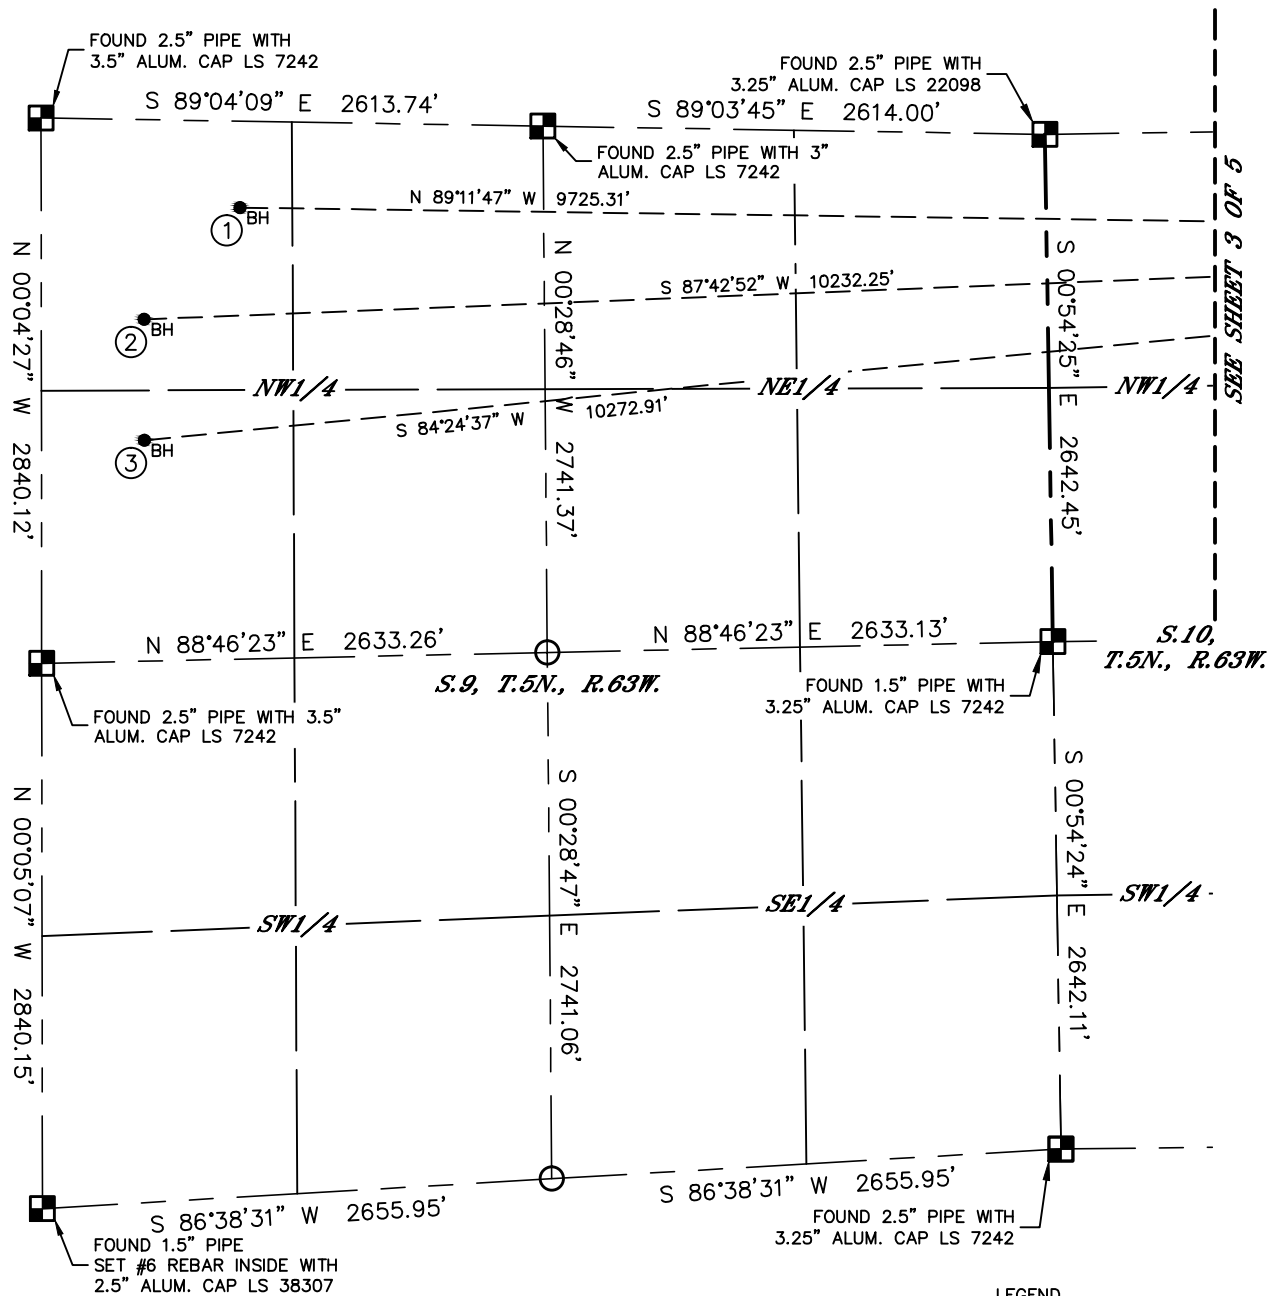 FOUND 2.5" PIPE WITH
3.5" ALUM. CAP LS 7242
S 89°04'09" E 2613.74'
FOUND 2.5" PIPE WITH
3.25" ALUM. CAP LS 22098
S 89°03'45" E 2614.00'
FOUND 2.5" PIPE WITH 3"
ALUM. CAP LS 7242
SEE SHEET 3 OF 5
N 89°11'47" W 9725.31'
1 BH
S 87°42'52" W 10232.25'
2 BH
N 00°04'27" W 2840.12'
N 00°28'46" W 2741.37'
S 00°54'25" E 2642.45'
NW1/4
NE1/4
NW1/4
S 84°24'37" W 10272.91'
3 BH
N 88°46'23" E 2633.26'
N 88°46'23" E 2633.13'
S.10,
T.5N., R.63W.
S.9, T.5N., R.63W.
FOUND 1.5" PIPE WITH
3.25" ALUM. CAP LS 7242
FOUND 2.5" PIPE WITH 3.5"
ALUM. CAP LS 7242
N 00°05'07" W 2840.15'
S 00°28'47" E 2741.06'
S 00°54'24" E 2642.11'
SW1/4
SE1/4
SW1/4
S 86°38'31" W 2655.95'
S 86°38'31" W 2655.95'
FOUND 2.5" PIPE WITH
3.25" ALUM. CAP LS 7242
FOUND 1.5" PIPE
SET #6 REBAR INSIDE WITH
2.5" ALUM. CAP LS 38307
LEGEND